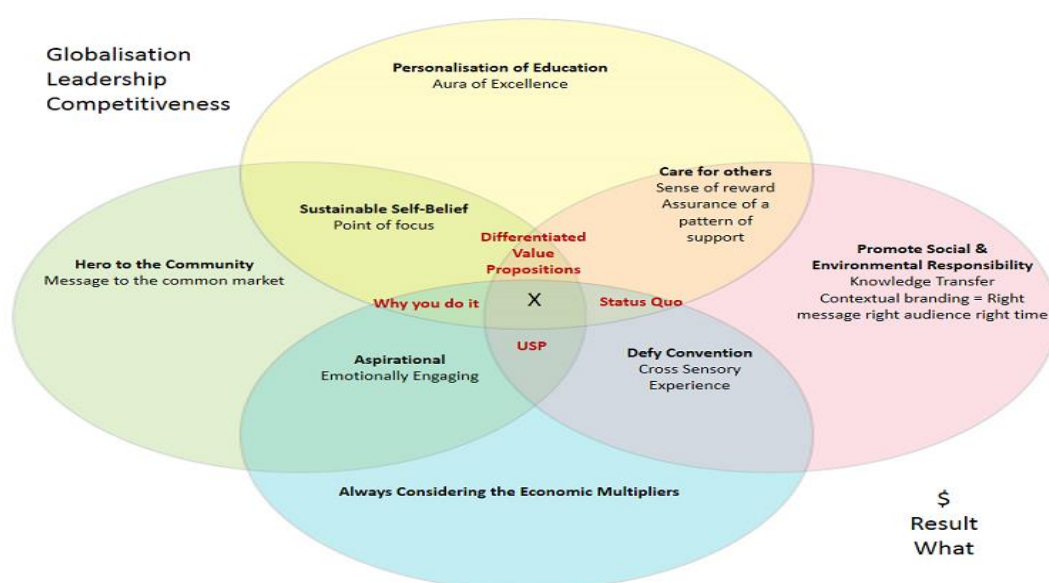 Globalisation
Leadership
Competitiveness
Personalisation of Education
Aura of Excellence
Care for others
Sense of reward
Assurance of a
pattern of
support
Sustainable Self-Belief
Point of focus
Differentiated
Value
Propositions
Hero to the Community
Message to the common market
Promote Social &
Environmental Responsibility
Knowledge Transfer
Contextual branding = Right
message right audience right time
Why you do it
X
Status Quo
USP
Aspirational
Emotionally Engaging
Defy Convention
Cross Sensory
Experience
Always Considering the Economic Multipliers
$
Result
What